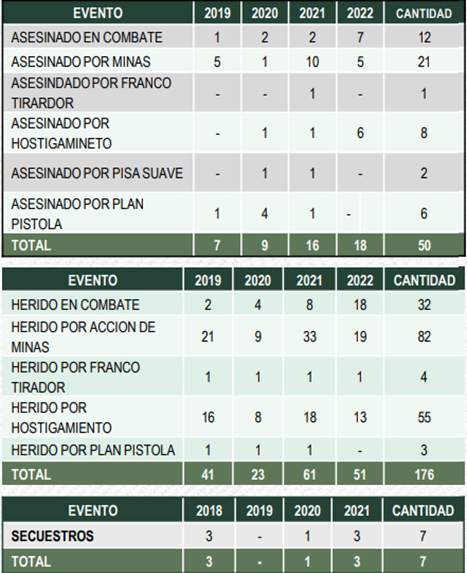 EVENTO 2019 2020 2021 2022 CANTIDAD
ASESINADO EN COMBATE 1 2 2 7 12
ASESINADO POR MINAS 5 1 10 5 21
ASESINDADO POR FRANCO
TIRARDOR - - 1 - 1
ASESINADO POR
HOSTIGAMINETO - 1 1 6 8
ASESINADO POR PISA SUAVE - 1 1 - 2
ASESINADO POR PLAN
PISTOLA 1 4 1 - 6
TOTAL 7 9 16 18 50
EVENTO 2019 2020 2021 2022 CANTIDAD
HERIDO EN COMBATE 2 4 8 18 32
HERIDO POR ACCION DE
MINAS 21 9 33 19 82
HERIDO POR FRANCO
TIRADOR 1 1 1 1 4
HERIDO POR
HOSTIGAMIENTO 16 8 18 13 55
HERIDO POR PLAN PISTOLA 1 1 1 - 3
TOTAL 41 23 61 51 176
EVENTO 2018 2019 2020 2021 CANTIDAD
SECUESTROS 3 - 1 3 7
TOTAL 3 - 1 3 7